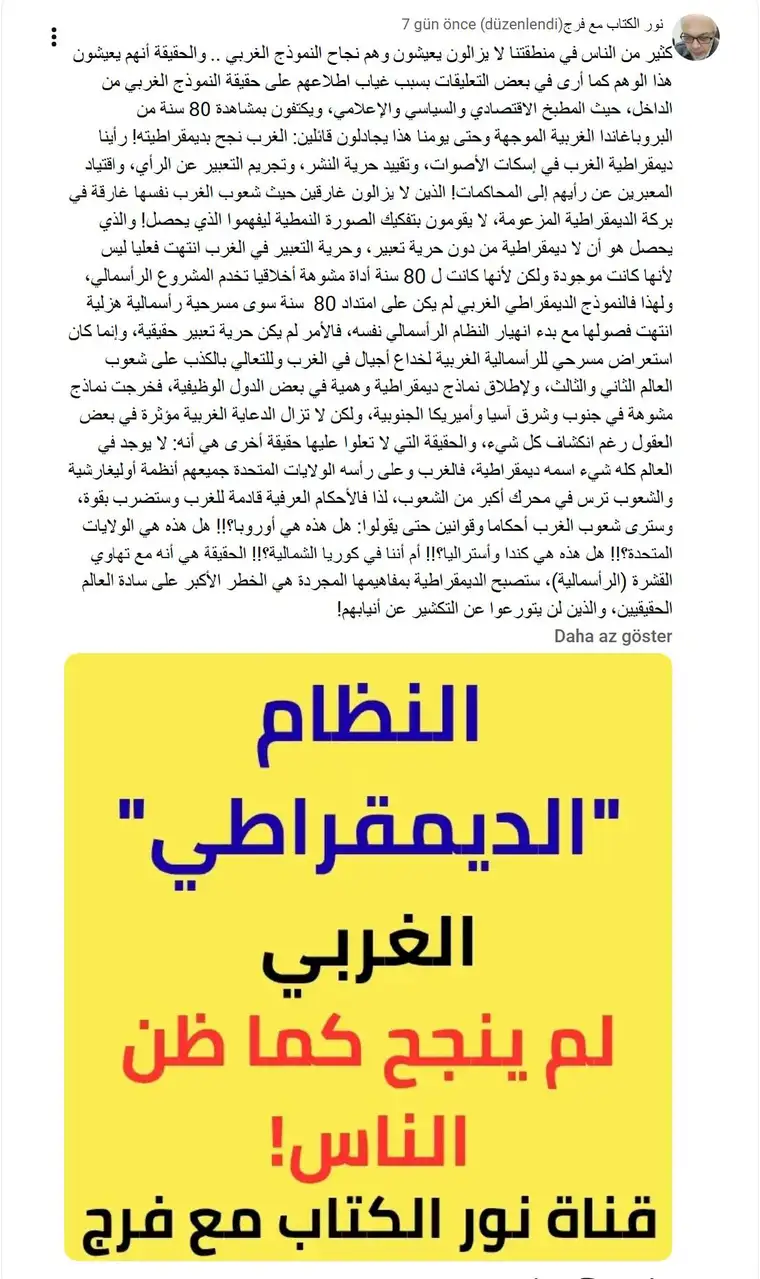 نور الكتاب مع فرج 7 gün önce (düzenlendi)
كثير من الناس في منطقتنا لا يزالون يعيشون وهم نجاح النموذج الغربي .. والحقيقة أنهم يعيشون
هذا الوهم كما أرى في بعض التعليقات بسبب غياب اطلاعهم على حقيقة النموذج الغربي من
الداخل، حيث المطبخ الاقتصادي والسياسي والإعلامي، ويكتفون بمشاهدة 80 سنة من
البروباغاندا الغربية الموجهة وحتى يومنا هذا يجادلون قائلين: الغرب نجح بديمقراطيته! رأينا
ديمقراطية الغرب في إسكات الأصوات، وتقييد حرية النشر، وتجريم التعبير عن الرأي، واقتياد
المعبرين عن رأيهم إلى المحاكمات! الذين لا يزالون غارقين حيث شعوب الغرب نفسها غارقة في
بركة الديمقراطية المزعومة، لا يقومون بتفكيك الصورة النمطية ليفهموا الذي يحصل! والذي
يحصل هو أن لا ديمقراطية من دون حرية تعبير، وحرية التعبير في الغرب انتهت فعليا ليس
لأنها كانت موجودة ولكن لأنها كانت ل 80 سنة أداة مشوهة أخلاقيا تخدم المشروع الرأسمالي،
ولهذا فالنموذج الديمقراطي الغربي لم يكن على امتداد 80 سنة سوى مسرحية رأسمالية هزلية
انتهت فصولها مع بدء انهيار النظام الرأسمالي نفسه، فالأمر لم يكن حرية تعبير حقيقية، وإنما كان
استعراض مسرحي للرأسمالية الغربية لخداع أجيال في الغرب وللتعالي بالكذب على شعوب
العالم الثاني والثالث، ولإطلاق نماذج ديمقراطية وهمية في بعض الدول الوظيفية، فخرجت نماذج
مشوهة في جنوب وشرق آسيا وأميريكا الجنوبية، ولكن لا تزال الدعاية الغربية مؤثرة في بعض
العقول رغم انكشاف كل شيء، والحقيقة التي لا تعلوا عليها حقيقة أخرى هي أنه: لا يوجد في
العالم كله شيء اسمه ديمقراطية، فالغرب وعلى رأسه الولايات المتحدة جميعهم أنظمة أوليغارشية
والشعوب ترس في محرك أكبر من الشعوب، لذا فالأحكام العرفية قادمة للغرب وستضرب بقوة،
وسترى شعوب الغرب أحكاما وقوانين حتى يقولوا: هل هذه هي أوروبا؟!! هل هذه هي الولايات
المتحدة؟!! هل هذه هي كندا وأستراليا؟!! أم أننا في كوريا الشمالية؟!! الحقيقة هي أنه مع تهاوي
القشرة (الرأسمالية)، ستصبح الديمقراطية بمفاهيمها المجردة هي الخطر الأكبر على سادة العالم
الحقيقيين، والذين لن يتورعوا عن التكشير عن أنيابهم!
Daha az göster
النظام
"الديمقراطي"
الغربي
لم ينجح كما ظن
الناس!
قناة نور الكتاب مع فرج